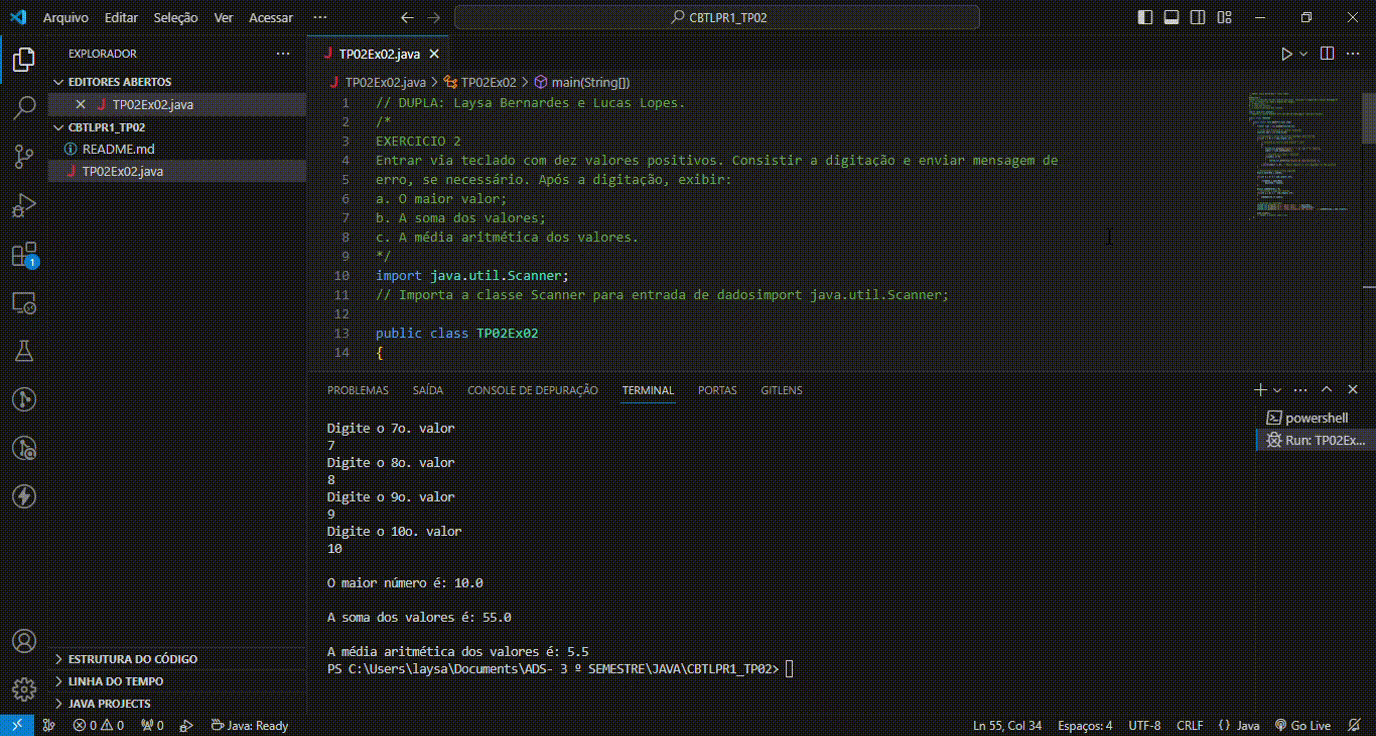 Arquivo Editar Seleção Ver Acessar ··· CBTLPR1_TP02
EXPLORADOR ···
EDITORES ABERTOS
TP02Ex02.java
CBTLPR1_TP02
README.md
TP02Ex02.java
ESTRUTURA DO CÓDIGO
LINHA DO TEMPO
JAVA PROJECTS
TP02Ex02.java
TP02Ex02.java > TP02Ex02 > main(String[])
1 // DUPLA: Laysa Bernardes e Lucas Lopes.
2 /*
3 EXERCICIO 2
4 Entrar via teclado com dez valores positivos. Consistir a digitação e enviar mensagem de
5 erro, se necessário. Após a digitação, exibir:
6 a. O maior valor;
7 b. A soma dos valores;
8 c. A média aritmética dos valores.
9 */
10 import java.util.Scanner;
11 // Importa a classe Scanner para entrada de dadosimport java.util.Scanner;
12
13 public class TP02Ex02
14 {
PROBLEMAS SAÍDA CONSOLE DE DEPURAÇÃO TERMINAL PORTAS GITLENS
Digite o 7o. valor
7
Digite o 8o. valor
8
Digite o 9o. valor
9
Digite o 10o. valor
10
O maior número é: 10.0
A soma dos valores é: 55.0
A média aritmética dos valores é: 5.5
PS C:\Users\laysa\Documents\ADS- 3 º SEMESTRE\JAVA\CBTLPR1_TP02>
powershell
Run: TP02Ex...
1
0 0 0 Java: Ready Ln 55, Col 34 Espaços: 4 UTF-8 CRLF {} Java Go Live